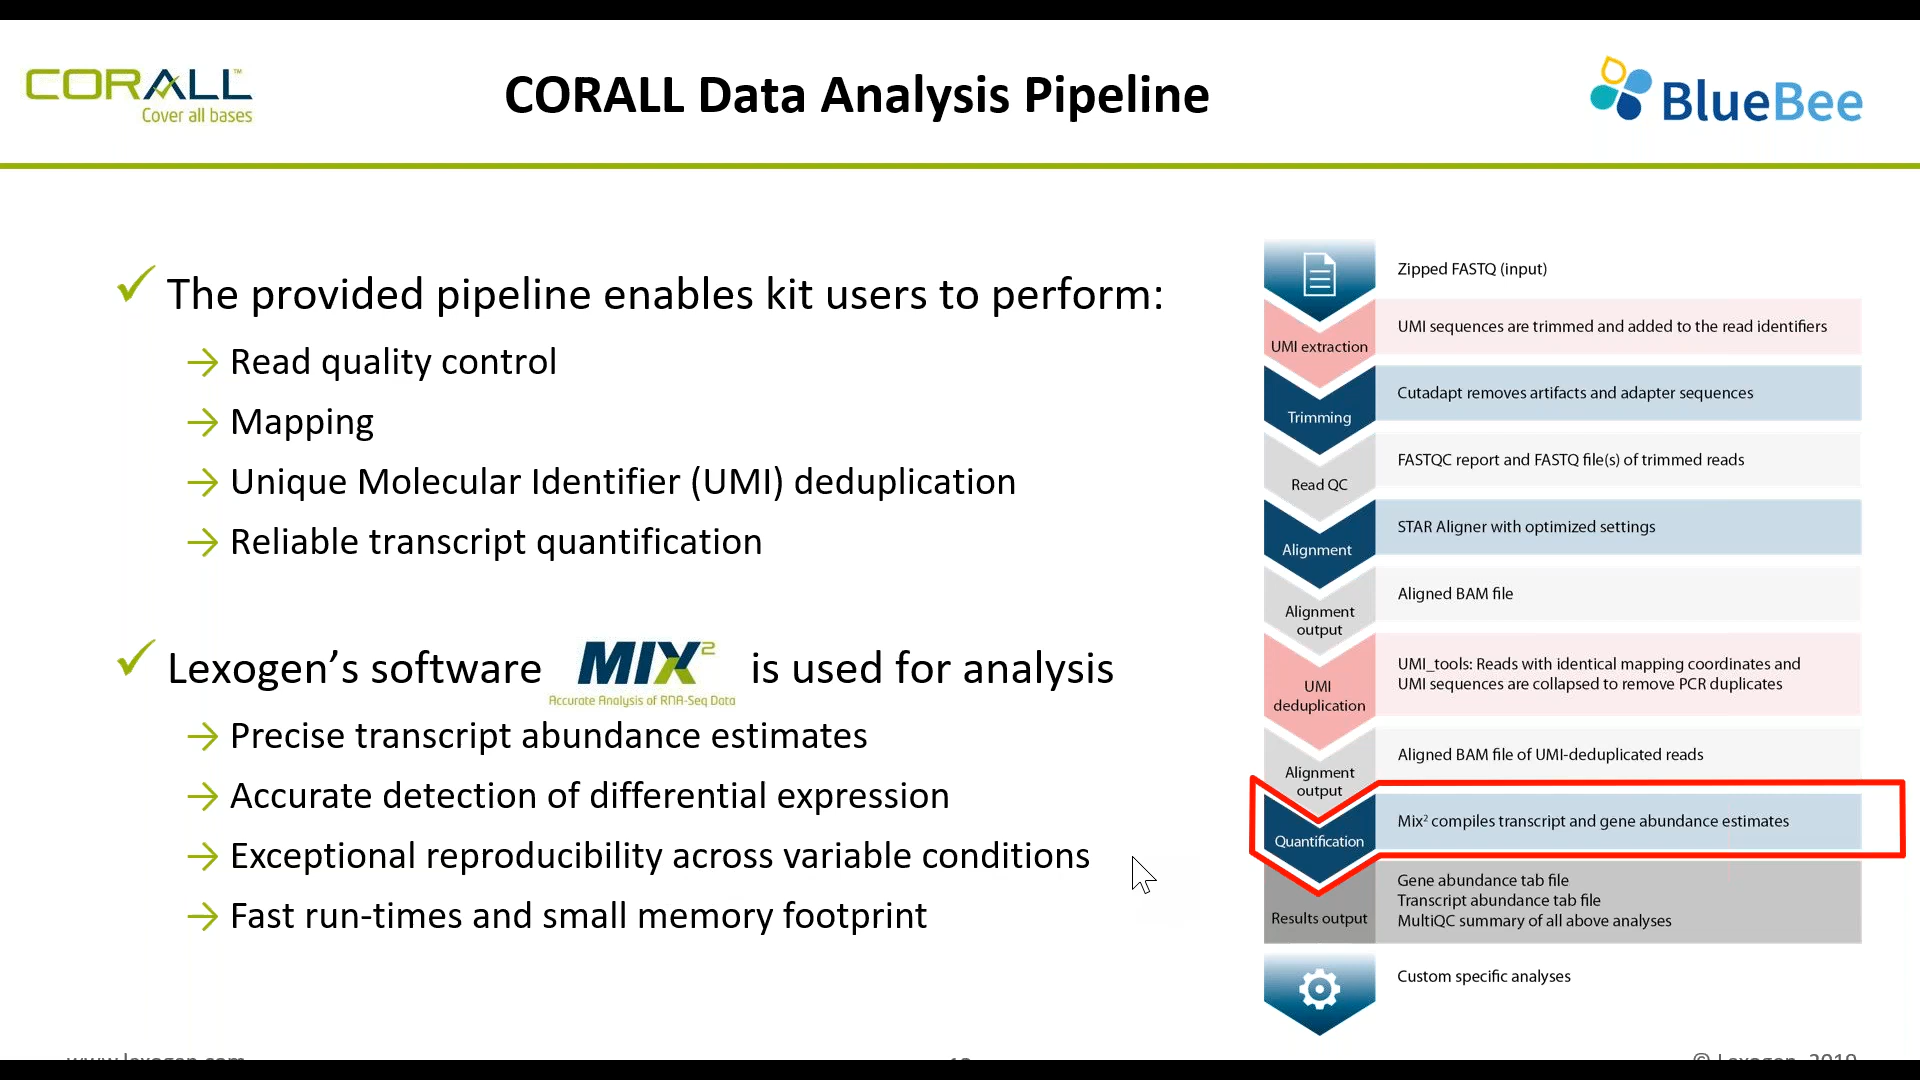 CORALL™
Cover all bases
CORALL Data Analysis Pipeline
BlueBee
The provided pipeline enables kit users to perform:
→ Read quality control
→ Mapping
→ Unique Molecular Identifier (UMI) deduplication
→ Reliable transcript quantification
Lexogen’s software MIX² is used for analysis
Accurate Analysis of RNA-Seq Data
→ Precise transcript abundance estimates
→ Accurate detection of differential expression
→ Exceptional reproducibility across variable conditions
→ Fast run-times and small memory footprint
Zipped FASTQ (input)
UMI extraction
UMI sequences are trimmed and added to the read identifiers
Trimming
Cutadapt removes artifacts and adapter sequences
Read QC
FASTQC report and FASTQ file(s) of trimmed reads
Alignment
STAR Aligner with optimized settings
Alignment
output
Aligned BAM file
UMI
deduplication
UMI_tools: Reads with identical mapping coordinates and
UMI sequences are collapsed to remove PCR duplicates
Alignment
output
Aligned BAM file of UMI-deduplicated reads
Quantification
Mix² compiles transcript and gene abundance estimates
Results output
Gene abundance tab file
Transcript abundance tab file
MultiQC summary of all above analyses
Custom specific analyses
www.lexogen.com
© Lexogen, 2019